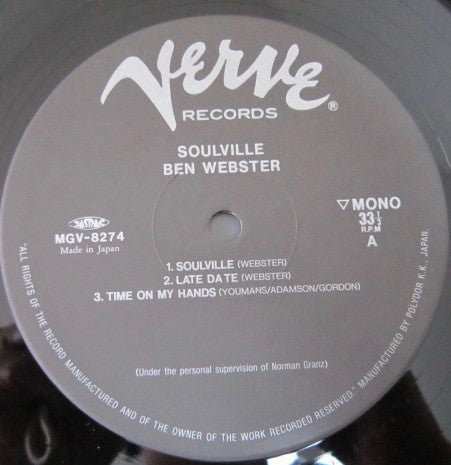 Verve®
RECORDS
SOULVILLE
BEN WEBSTER
MGV-8274
Made in Japan
▽MONO
33⅓
R.P.M
A
1. SOULVILLE (WEBSTER)
2. LATE DATE (WEBSTER)
3. TIME ON MY HANDS (YOUMANS/ADAMSON/GORDON)
(Under the personal supervision of Norman Granz)
"ALL RIGHTS OF THE RECORD MANUFACTURED AND OF THE OWNER OF THE WORK RECORDED RESERVED." MANUFACTURED BY POLYDOR K.K., JAPAN.